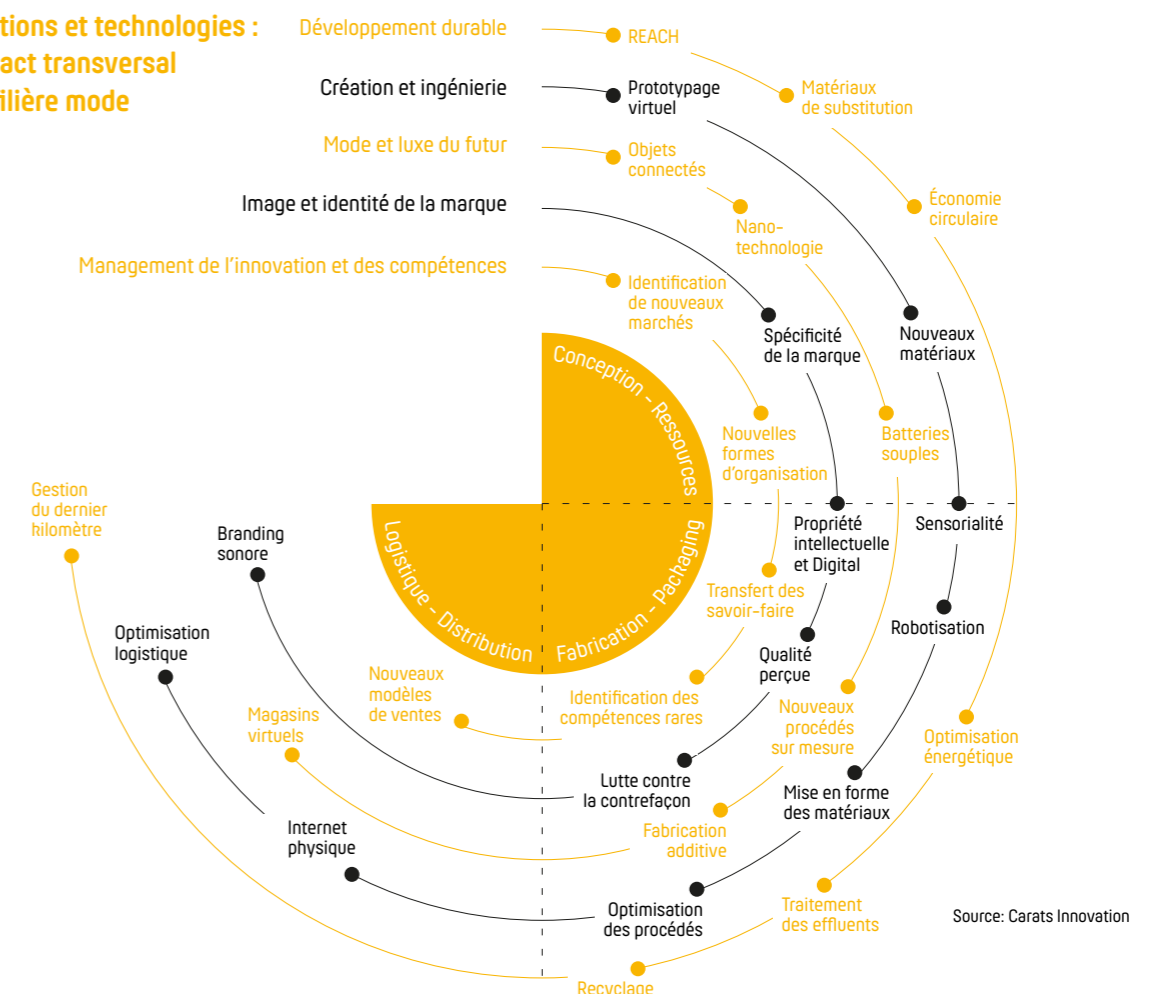 tions et technologies :
act transversal
ilière mode
Développement durable
Création et ingénierie
Mode et luxe du futur
Image et identité de la marque
Management de l'innovation et des compétences
REACH
Matériaux
de substitution
Économie
circulaire
Optimisation
énergétique
Traitement
des effluents
Recyclage
Gestion
du dernier
kilomètre
Prototypage
virtuel
Nouveaux
matériaux
Sensorialité
Robotisation
Mise en forme
des matériaux
Optimisation
des procédés
Internet
physique
Optimisation
logistique
Objets
connectés
Nano-
technologie
Batteries
souples
Nouveaux
procédés
sur mesure
Fabrication
additive
Magasins
virtuels
Spécificité
de la marque
Propriété
intellectuelle
et Digital
Qualité
perçue
Lutte contre
la contrefaçon
Branding
sonore
Identification
de nouveaux
marchés
Nouvelles
formes
d'organisation
Transfert des
savoir-faire
Identification des
compétences rares
Nouveaux
modèles
de ventes
Conception - Ressources
Fabrication - Packaging
Logistique - Distribution
Source: Carats Innovation